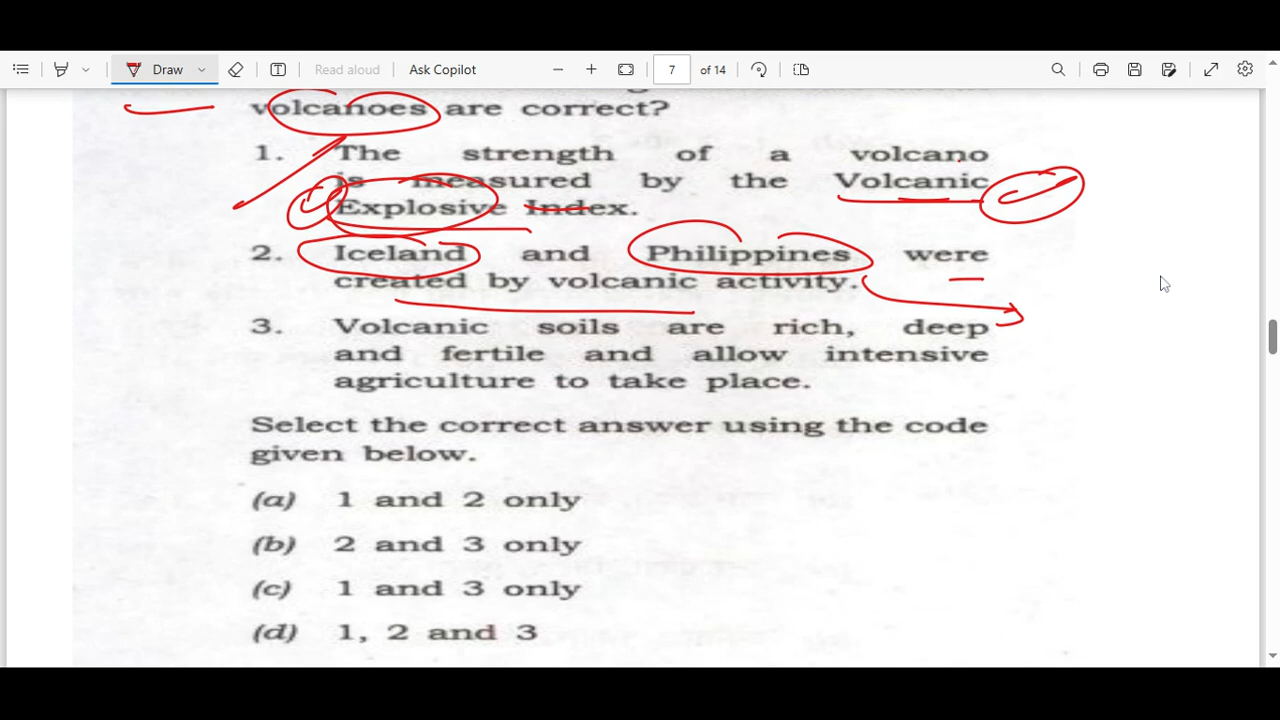 Draw
Read aloud
Ask Copilot
7
of 14
volcanoes are correct?
1. The strength of a volcano
is measured by the Volcanic
Explosive Index.
2. Iceland and Philippines were
created by volcanic activity.
3. Volcanic soils are rich, deep
and fertile and allow intensive
agriculture to take place.
Select the correct answer using the code
given below.
(a) 1 and 2 only
(b) 2 and 3 only
(c) 1 and 3 only
(d) 1, 2 and 3